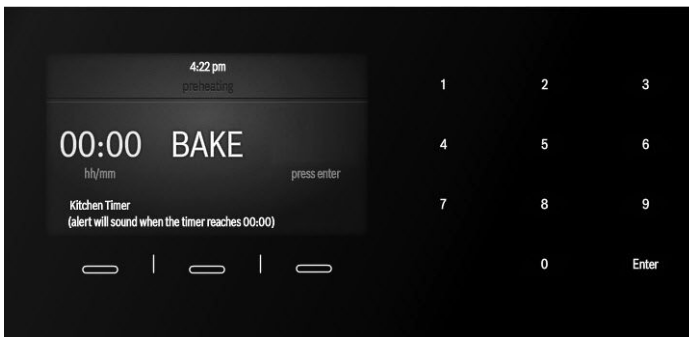 4:22 pm
preheating
00:00 BAKE
hh/mm
press enter
Kitchen Timer
(alert will sound when the timer reaches 00:00)
1 2 3
4 5 6
7 8 9
0 Enter